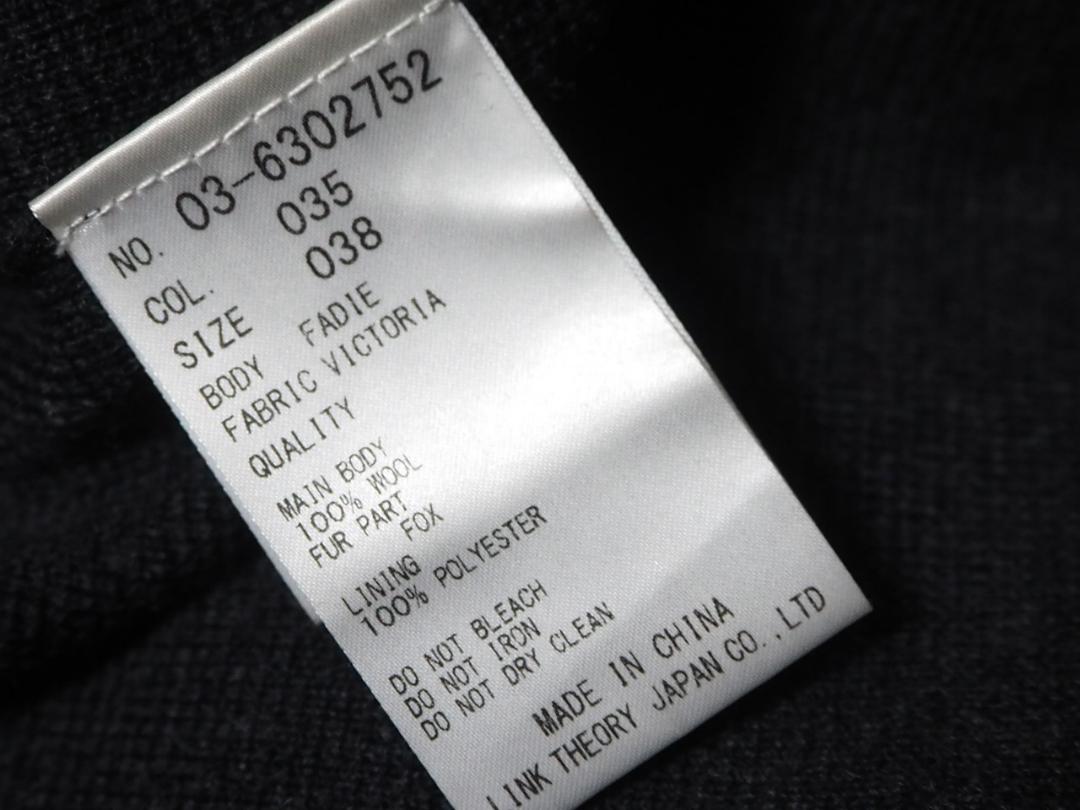 NO. 03-6302752
COL. 035
SIZE 038
BODY FADIE
FABRIC VICTORIA
QUALITY
MAIN BODY
100% WOOL
FUR PART
FOX
LINING
100% POLYESTER
DO NOT BLEACH
DO NOT IRON
DO NOT DRY CLEAN
MADE IN CHINA
LINK THEORY JAPAN CO.,LTD